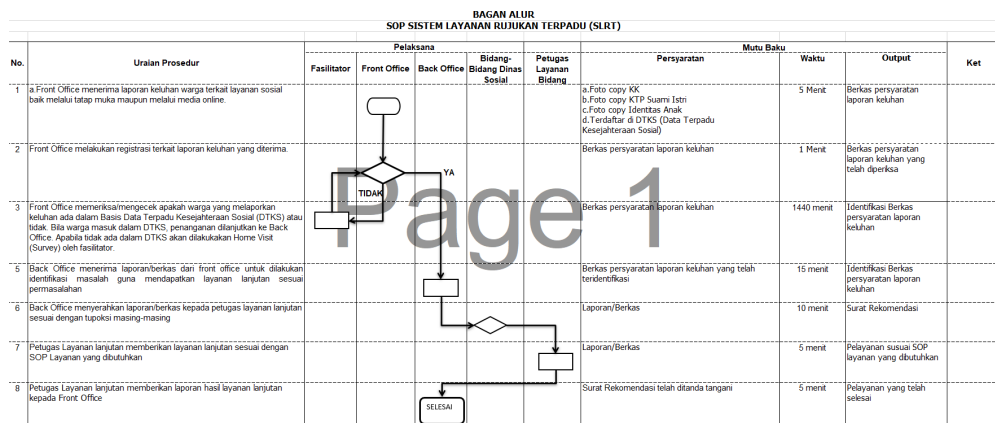 BAGAN ALUR
SOP SISTEM LAYANAN RUJUKAN TERPADU (SLRT)
No.
Uraian Prosedur
Pelaksana
Mutu Baku
Ket
Fasilitator
Front Office
Back Office
Bidang-
Bidang Dinas
Sosial
Petugas
Layanan
Bidang
Persyaratan
Waktu
Output
1
a.Front Office menerima laporan keluhan warga terkait layanan sosial
baik melalui tatap muka maupun melalui media online.
a.Foto copy KK
b.Foto copy KTP Suami Istri
c.Foto copy Identitas Anak
d.Terdaftar di DTKS (Data Terpadu
Kesejahteraan Sosial)
5 Menit
Berkas persyaratan
laporan keluhan
2
Front Office melakukan registrasi terkait laporan keluhan yang diterima.
YA
TIDAK
Berkas persyaratan laporan keluhan
1 Menit
Berkas persyaratan
laporan keluhan yang
telah diperiksa
3
Front Office memeriksa/mengecek apakah warga yang melaporkan
keluhan ada dalam Basis Data Terpadu Kesejahteraan Sosial (DTKS) atau
tidak. Bila warga masuk dalam DTKS, penanganan dilanjutkan ke Back
Office. Apabila tidak ada dalam DTKS akan dilakukakan Home Visit
(Survey) oleh fasilitator.
Berkas persyaratan laporan keluhan
1440 menit
Identifikasi Berkas
persyaratan laporan
keluhan
Page 1
5
Back Office menerima laporan/berkas dari front office untuk dilakukan
identifikasi masalah guna mendapatkan layanan lanjutan sesuai
permasalahan
Berkas persyaratan laporan keluhan yang telah
teridentifikasi
15 menit
Identifikasi Berkas
persyaratan laporan
keluhan
6
Back Office menyerahkan laporan/berkas kepada petugas layanan lanjutan
sesuai dengan tupoksi masing-masing
Laporan/Berkas
10 menit
Surat Rekomendasi
7
Petugas Layanan lanjutan memberikan layanan lanjutan sesuai dengan
SOP Layanan yang dibutuhkan
Laporan/Berkas
5 menit
Pelayanan susuai SOP
layanan yang dibutuhkan
8
Petugas Layanan lanjutan memberikan laporan hasil layanan lanjutan
kepada Front Office
SELESAI
Surat Rekomendasi telah ditanda tangani
5 menit
Pelayanan yang telah
selesai